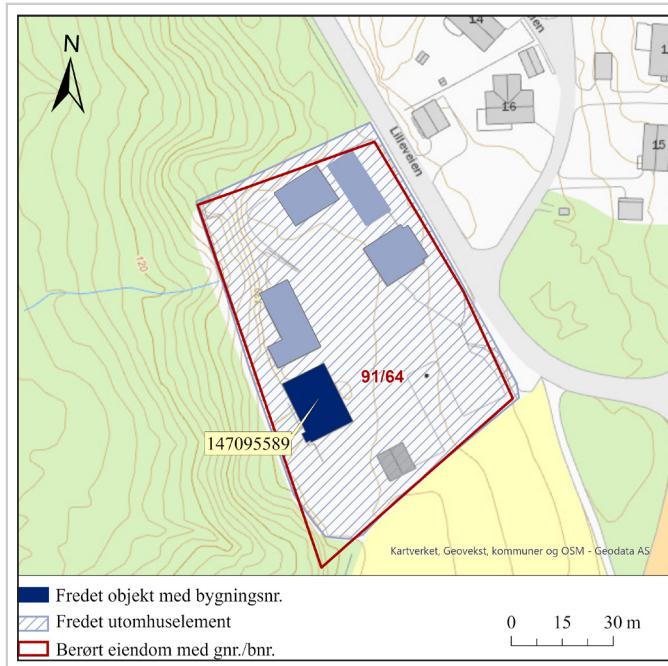 N
14
16
Lilleveien
15
120
91/64
147095589
Kartverket, Geovekst, kommuner og OSM - Geodata AS
Fredet objekt med bygningsnr.
Fredet utomhuselement
Berørt eiendom med gnr./bnr.
0 15 30 m